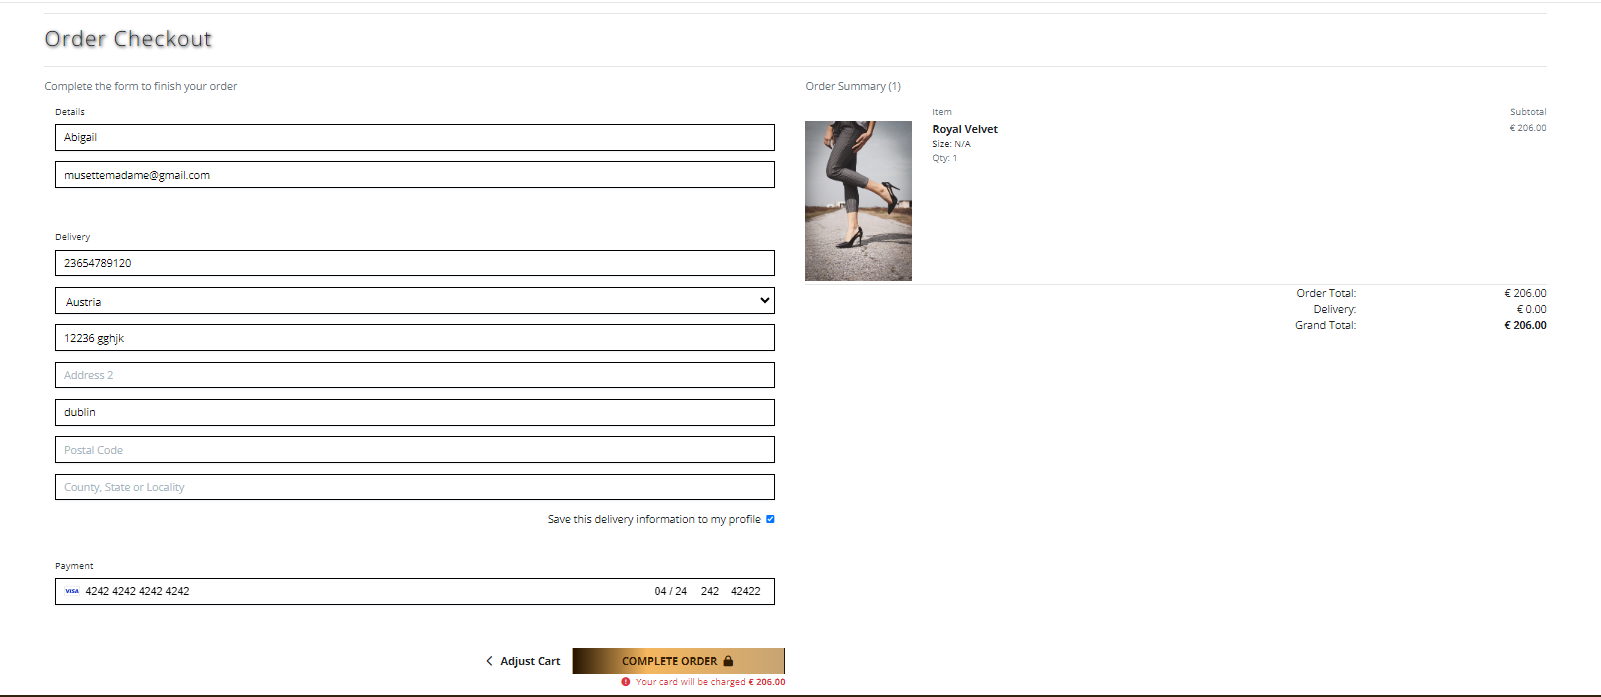 Order Checkout
Complete the form to finish your order
Details
Abigail
musettemadame@gmail.com
Delivery
23654789120
Austria
12236 gghjk
Address 2
dublin
Postal Code
County, State or Locality
Save this delivery information to my profile
Payment
VISA 4242 4242 4242 4242 04 / 24 242 42422
Adjust Cart COMPLETE ORDER
Your card will be charged € 206.00
Order Summary (1)
Item Subtotal
Royal Velvet € 206.00
Size: N/A
Qty: 1
Order Total: € 206.00
Delivery: € 0.00
Grand Total: € 206.00